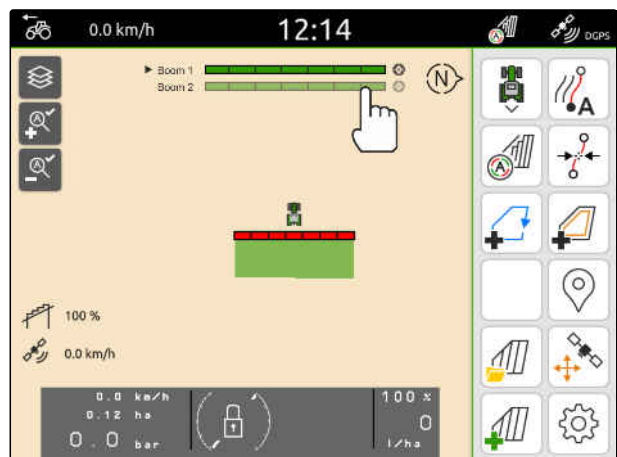 0.0 km/h 12:14 DGPS
Boom 1
Boom 2
N
A
A
A
A
A
100 %
0.0 km/h
0.0 km/h 100 %
0.12 ha 0
0.0 bar l/ha